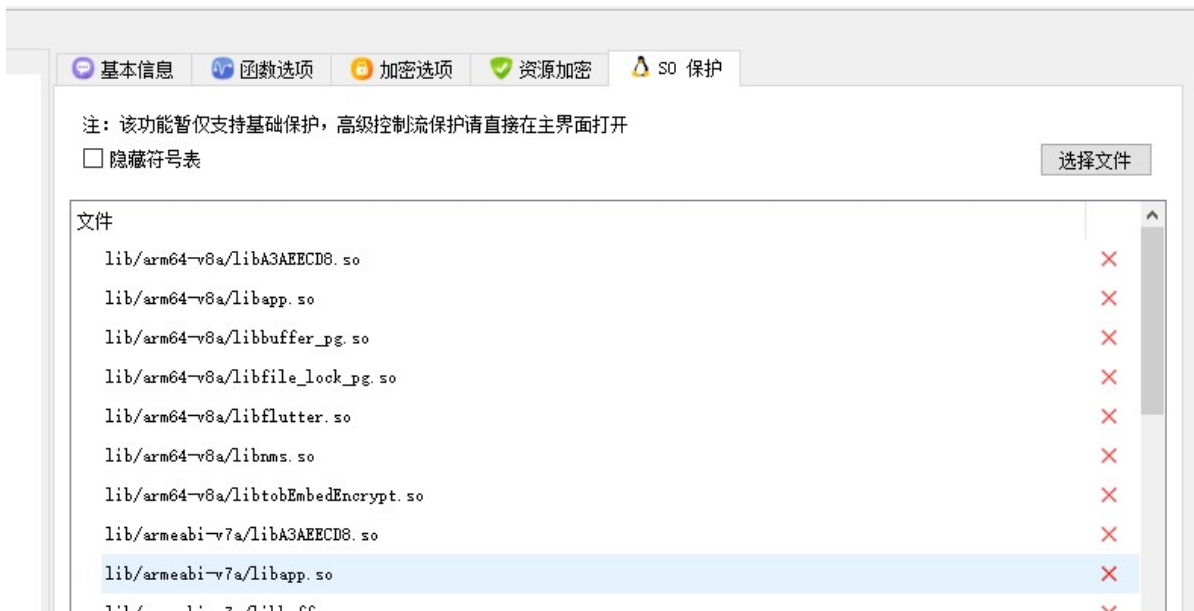 基本信息 函数选项 加密选项 资源加密 SO 保护
注：该功能暂仅支持基础保护，高级控制流保护请直接在主界面打开
隐藏符号表 选择文件
文件
lib/arm64-v8a/libA3AEECD8.so
lib/arm64-v8a/libapp.so
lib/arm64-v8a/libbuffer_pg.so
lib/arm64-v8a/libfile_lock_pg.so
lib/arm64-v8a/libflutter.so
lib/arm64-v8a/libnms.so
lib/arm64-v8a/libtobEmbedEncrypt.so
lib/armeabi-v7a/libA3AEECD8.so
lib/armeabi-v7a/libapp.so